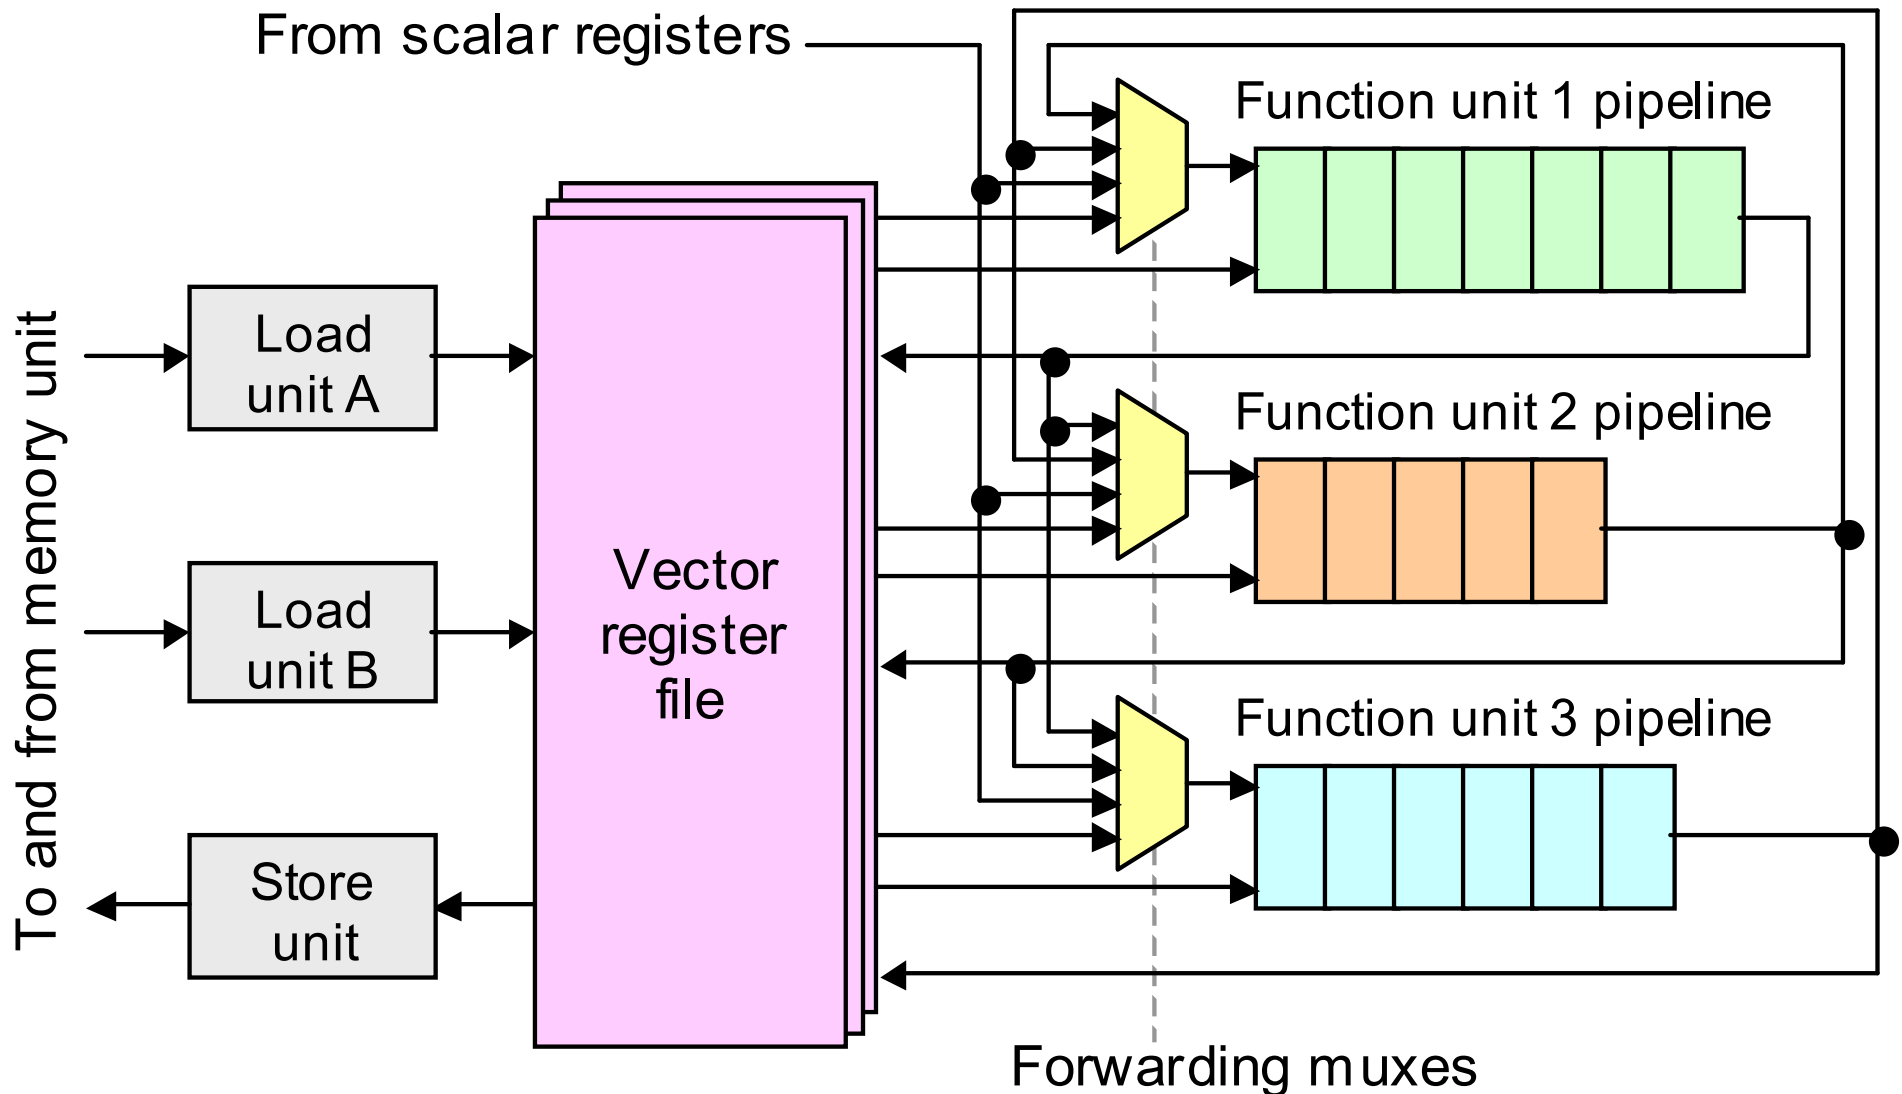 From scalar registers
Function unit 1 pipeline
To and from memory unit
Load
unit A
Function unit 2 pipeline
Load
unit B
Vector
register
file
Function unit 3 pipeline
Store
unit
Forwarding muxes